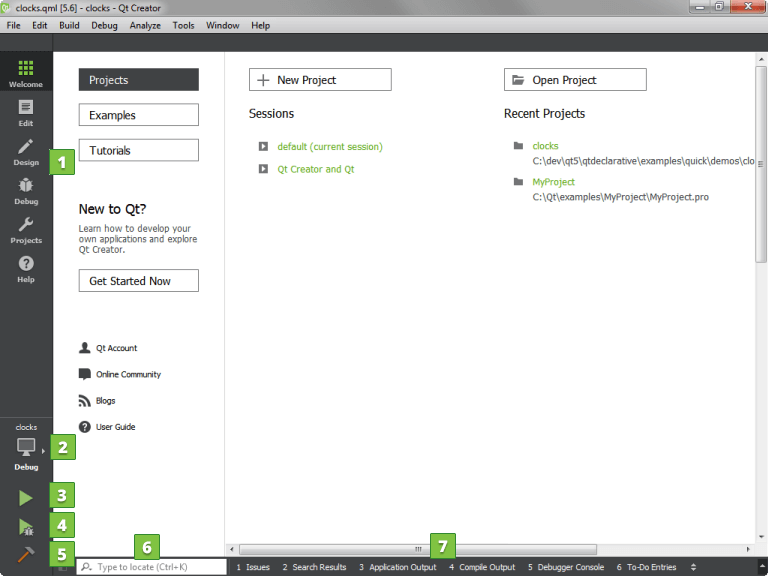 clocks.qml [5.6] - clocks - Qt Creator
File Edit Build Debug Analyze Tools Window Help
Welcome
Edit
Design
Debug
Projects
Help
clocks
Debug
1
2
3
4
5
6
7
Projects
Examples
Tutorials
New to Qt?
Learn how to develop your
own applications and explore
Qt Creator.
Get Started Now
Qt Account
Online Community
Blogs
User Guide
New Project
Sessions
default (current session)
Qt Creator and Qt
Open Project
Recent Projects
clocks
C:\dev\qt5\qtdeclarative\examples\quick\demos\clo
MyProject
C:\Qt\examples\MyProject\MyProject.pro
Type to locate (Ctrl+K)
1 Issues 2 Search Results 3 Application Output 4 Compile Output 5 Debugger Console 6 To-Do Entries